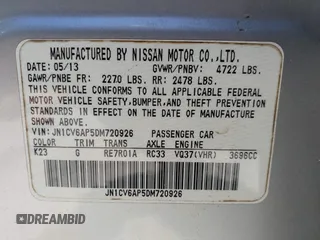 MANUFACTURED BY NISSAN MOTOR CO.,LTD.
DATE: 05/13 GVWR/PNBV: 4722 LBS.
GAWR/PNBE FR: 2270 LBS. RR: 2478 LBS.
THIS VEHICLE CONFORMS TO ALL APPLICABLE FEDERAL
MOTOR VEHICLE SAFETY,BUMPER,AND THEFT PREVENTION
STANDARDS IN EFFECT ON THE DATE OF MANUFACTURE
SHOWN ABOVE.
VIN: JN1CV6AP5DM720926 PASSENGER CAR
COLOR TRIM TRANS AXLE ENGINE
K23 G RE7R01A RC33 VQ37(VHR) 3696CC
JN1CV6AP5DM720926
DREAMBID
dreambid.com